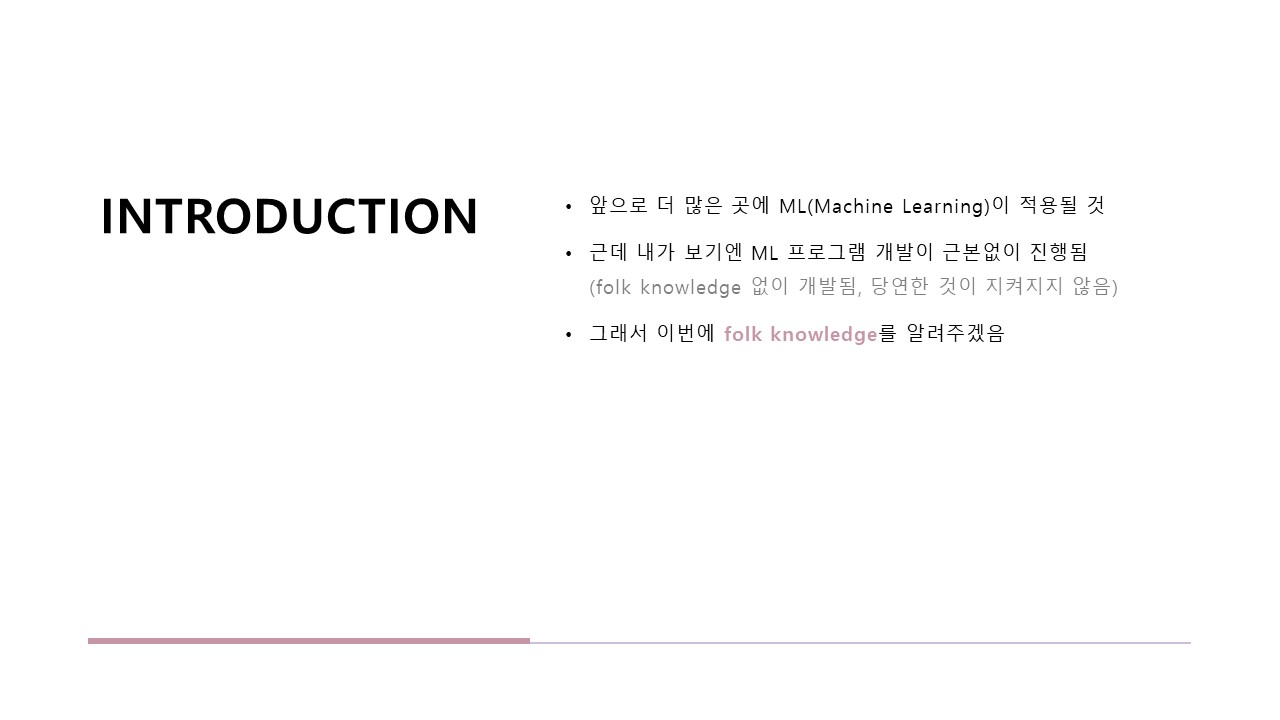 INTRODUCTION
• 앞으로 더 많은 곳에 ML(Machine Learning)이 적용될 것
• 근데 내가 보기엔 ML 프로그램 개발이 근본없이 진행됨
(folk knowledge 없이 개발됨, 당연한 것이 지켜지지 않음)
• 그래서 이번에 folk knowledge를 알려주겠음